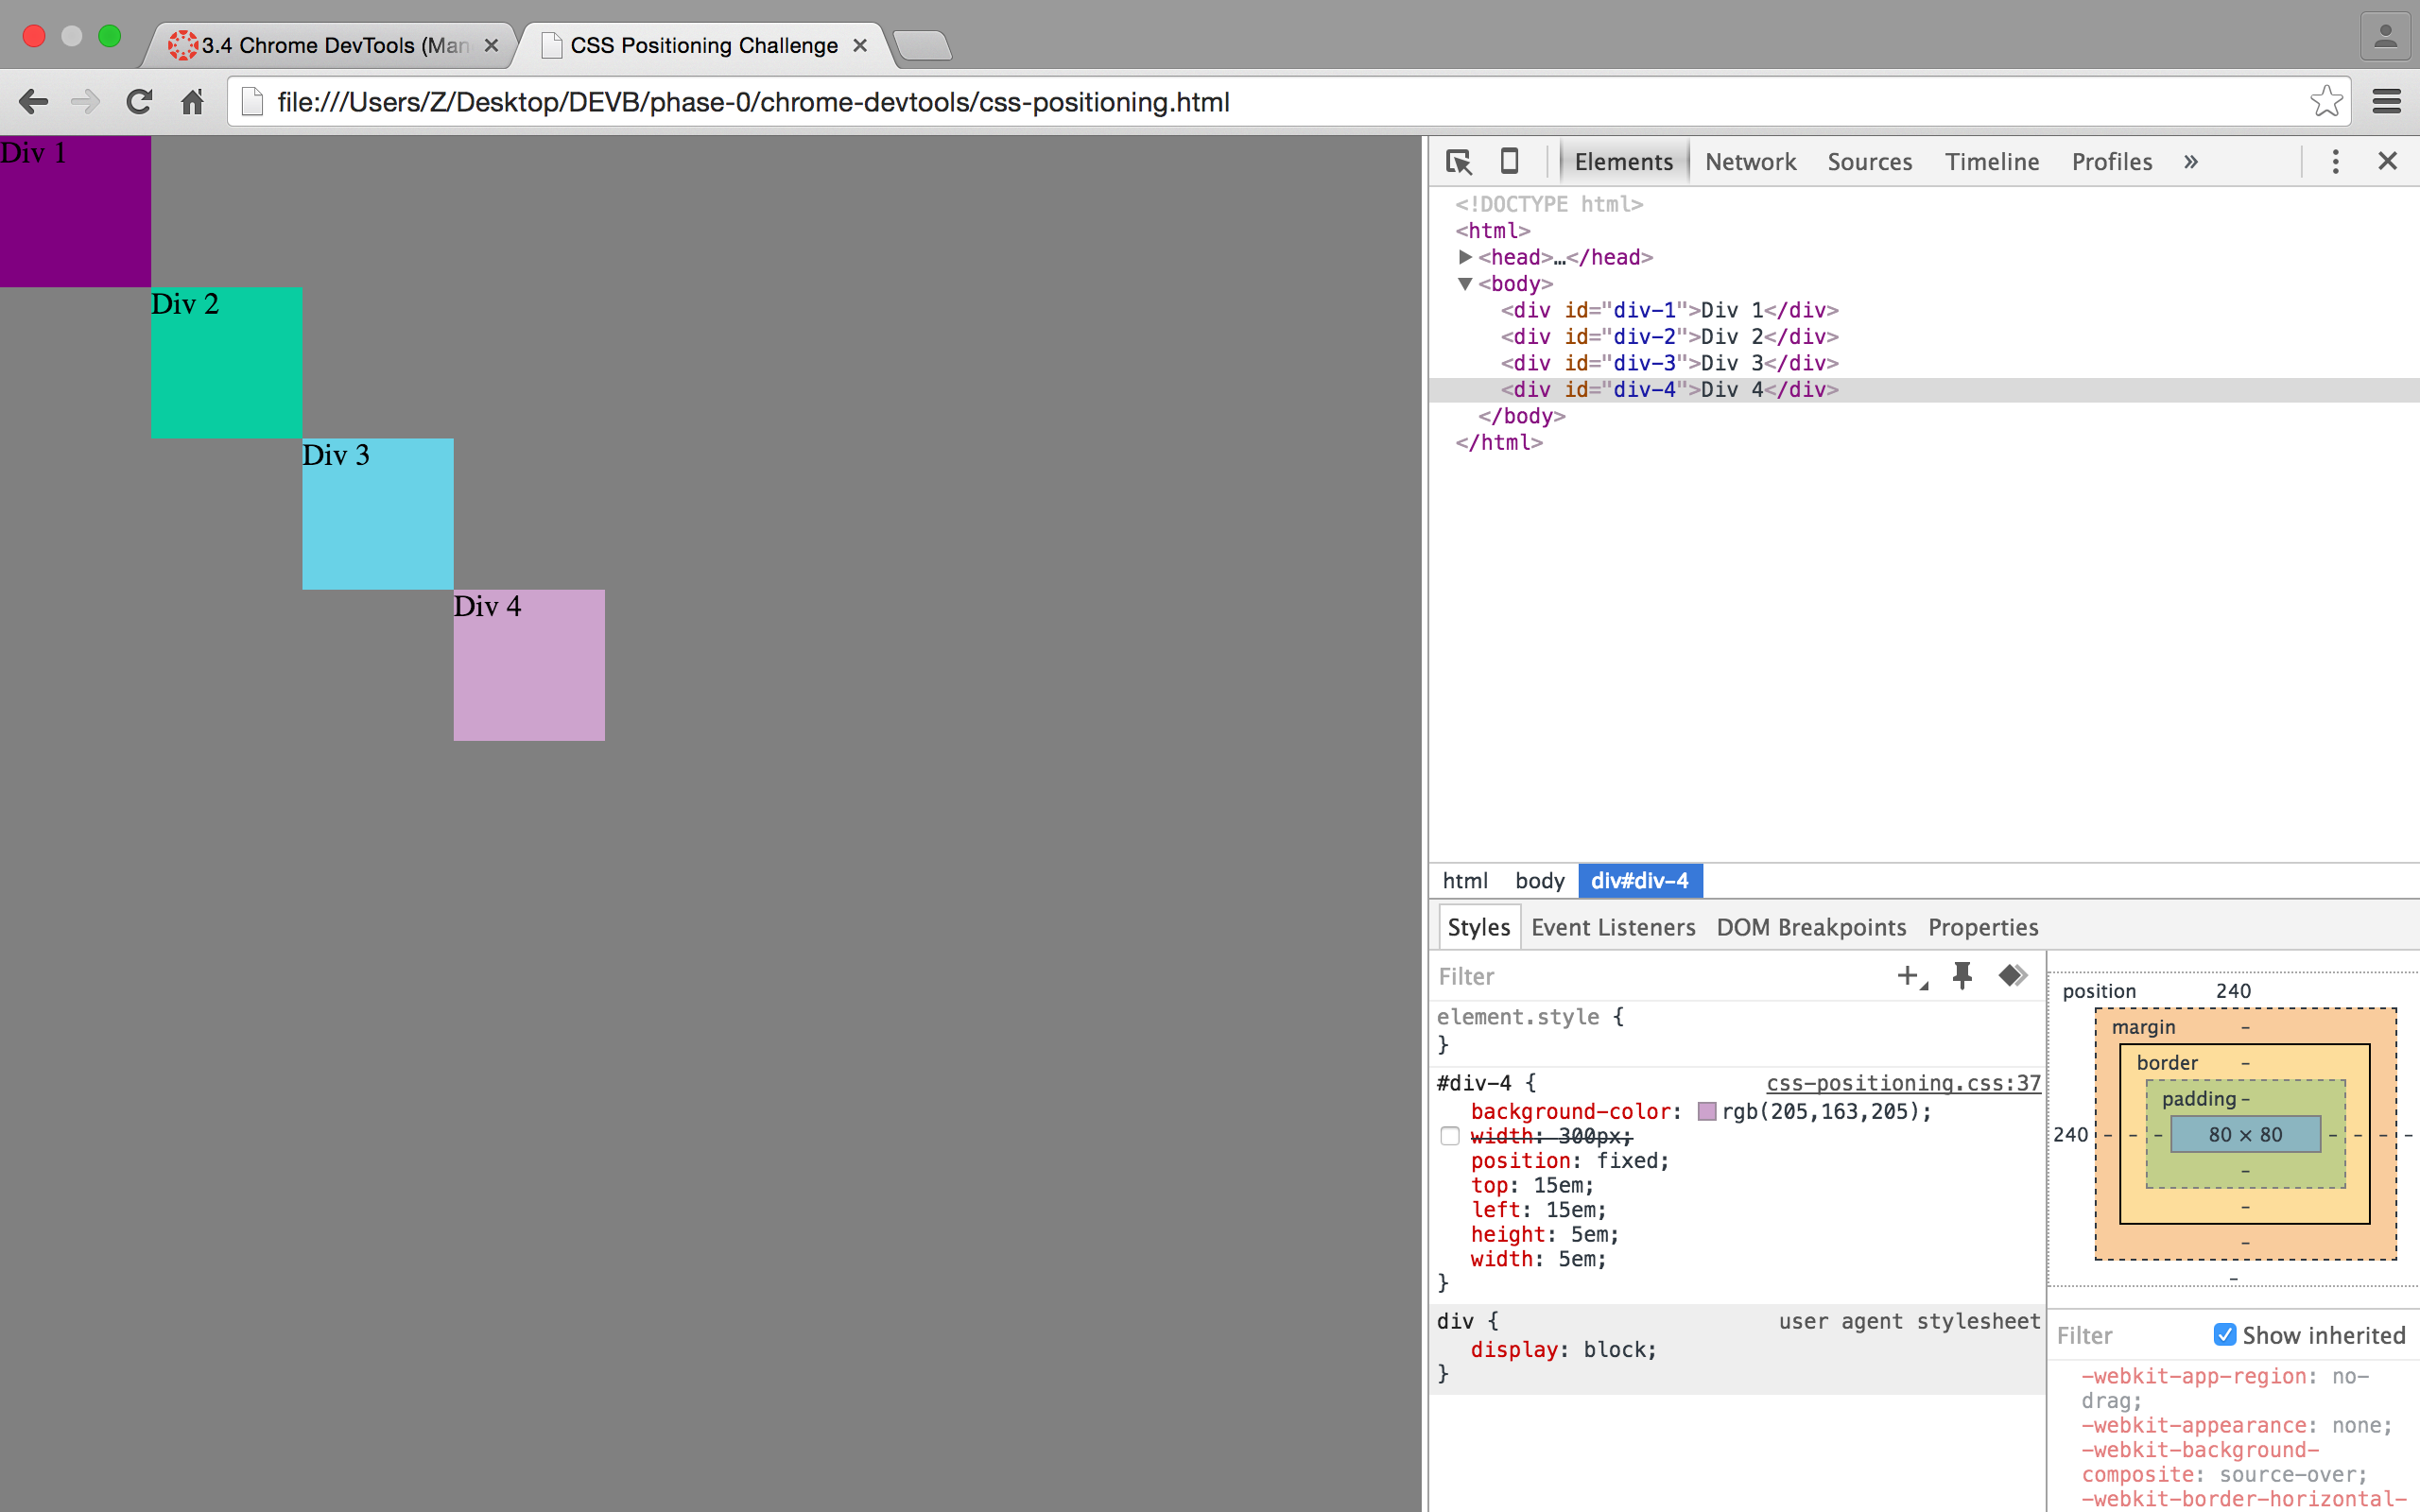 3.4 Chrome DevTools (Man
CSS Positioning Challenge
file:///Users/Z/Desktop/DEVB/phase-0/chrome-devtools/css-positioning.html
Div 1
Div 2
Div 3
Div 4
Elements Network Sources Timeline Profiles »
<!DOCTYPE html>
<html>
<head>…</head>
<body>
<div id="div-1">Div 1</div>
<div id="div-2">Div 2</div>
<div id="div-3">Div 3</div>
<div id="div-4">Div 4</div>
</body>
</html>
html body div#div-4
Styles Event Listeners DOM Breakpoints Properties
Filter
element.style {
}
#div-4 { css-positioning.css:37
background-color: rgb(205,163,205);
width: 300px;
position: fixed;
top: 15em;
left: 15em;
height: 5em;
width: 5em;
}
div { user agent stylesheet
display: block;
}
position 240
margin -
border -
padding -
240 - - - 80 × 80 - - - -
-
-
-
-
Filter Show inherited
-webkit-app-region: no-
drag;
-webkit-appearance: none;
-webkit-background-
composite: source-over;
-webkit-border-horizontal-